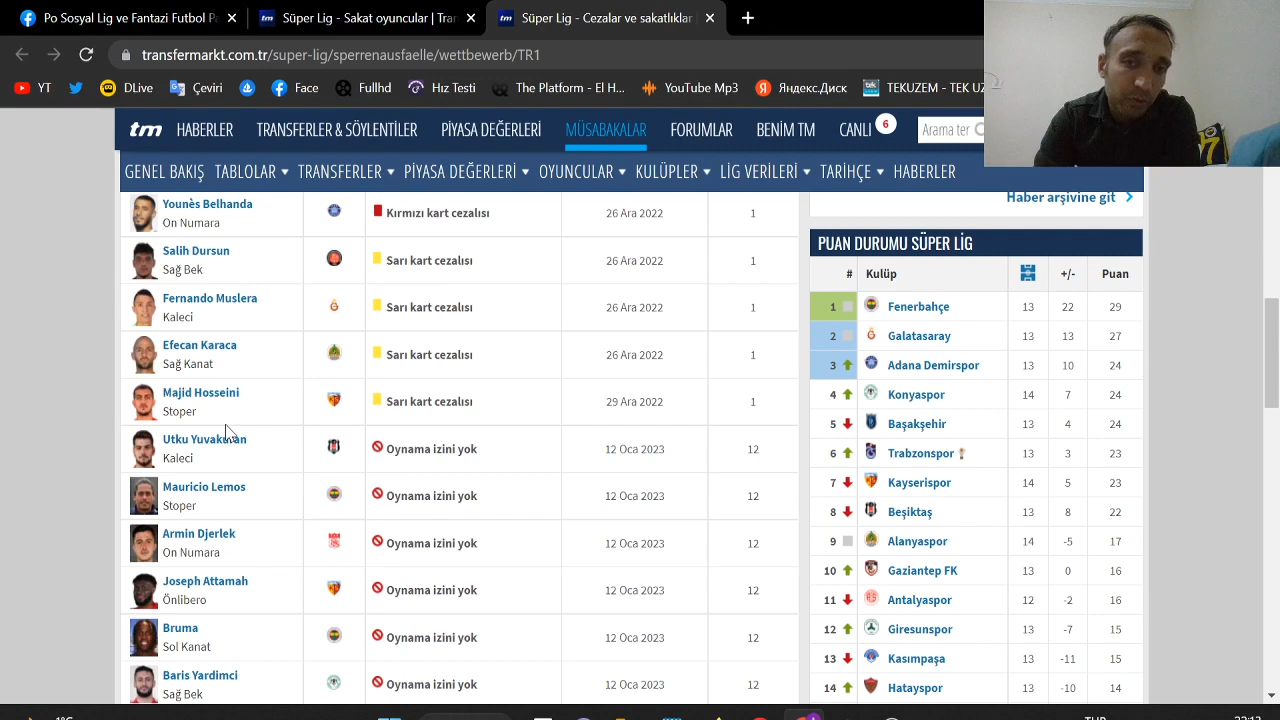 Po Sosyal Lig ve Fantazi Futbol Pa
Süper Lig - Sakat oyuncular | Tran
Süper Lig - Cezalar ve sakatlıklar
transfermarkt.com.tr/super-lig/sperrenausfaelle/wettbewerb/TR1
YT
DLive
Çeviri
Face
FullHd
Hız Testi
The Platform - El H...
YouTube Mp3
Яндекс.Диск
TEKUZEM - TEK UZ
tm HABERLER TRANSFERLER & SÖYLENTİLER PİYASA DEĞERLERİ MÜSABAKALAR FORUMLAR BENİM TM CANLI 6 Arama ter
GENEL BAKIŞ TABLOLAR TRANSFERLER PİYASA DEĞERLERİ OYUNCULAR KULÜPLER LİG VERİLERİ TARİHÇE HABERLER
Younès Belhanda
On Numara
Kırmızı kart cezalısı 26 Ara 2022 1
Salih Dursun
Sağ Bek
Sarı kart cezalısı 26 Ara 2022 1
Fernando Muslera
Kaleci
Sarı kart cezalısı 26 Ara 2022 1
Efecan Karaca
Sağ Kanat
Sarı kart cezalısı 26 Ara 2022 1
Majid Hosseini
Stoper
Sarı kart cezalısı 29 Ara 2022 1
Utku Yuvakuran
Kaleci
Oynama izini yok 12 Oca 2023 12
Mauricio Lemos
Stoper
Oynama izini yok 12 Oca 2023 12
Armin Djerlek
On Numara
Oynama izini yok 12 Oca 2023 12
Joseph Attamah
Önlibero
Oynama izini yok 12 Oca 2023 12
Bruma
Sol Kanat
Oynama izini yok 12 Oca 2023 12
Baris Yardimci
Sağ Bek
Oynama izini yok 12 Oca 2023 12
Haber arşivine git
PUAN DURUMU SÜPER LİG
# Kulüp +/- Puan
1 Fenerbahçe 13 22 29
2 Galatasaray 13 13 27
3 Adana Demirspor 13 10 24
4 Konyaspor 14 7 24
5 Başakşehir 13 4 24
6 Trabzonspor 13 3 23
7 Kayserispor 14 5 23
8 Beşiktaş 13 8 22
9 Alanyaspor 14 -5 17
10 Gaziantep FK 13 0 16
11 Antalyaspor 12 -2 16
12 Giresunspor 13 -7 15
13 Kasımpaşa 13 -11 15
14 Hatayspor 13 -10 14